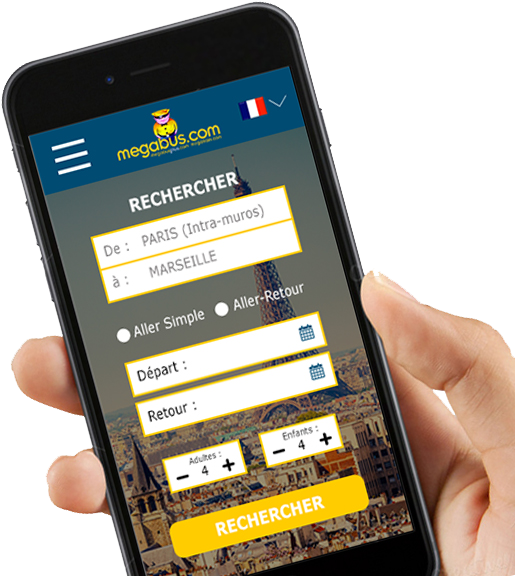 megabus.com
RECHERCHER
De : PARIS (Intra-muros)
à : MARSEILLE
Aller Simple Aller-Retour
Départ :
Retour :
Adultes : Enfants :
− 4 + − 4 +
RECHERCHER